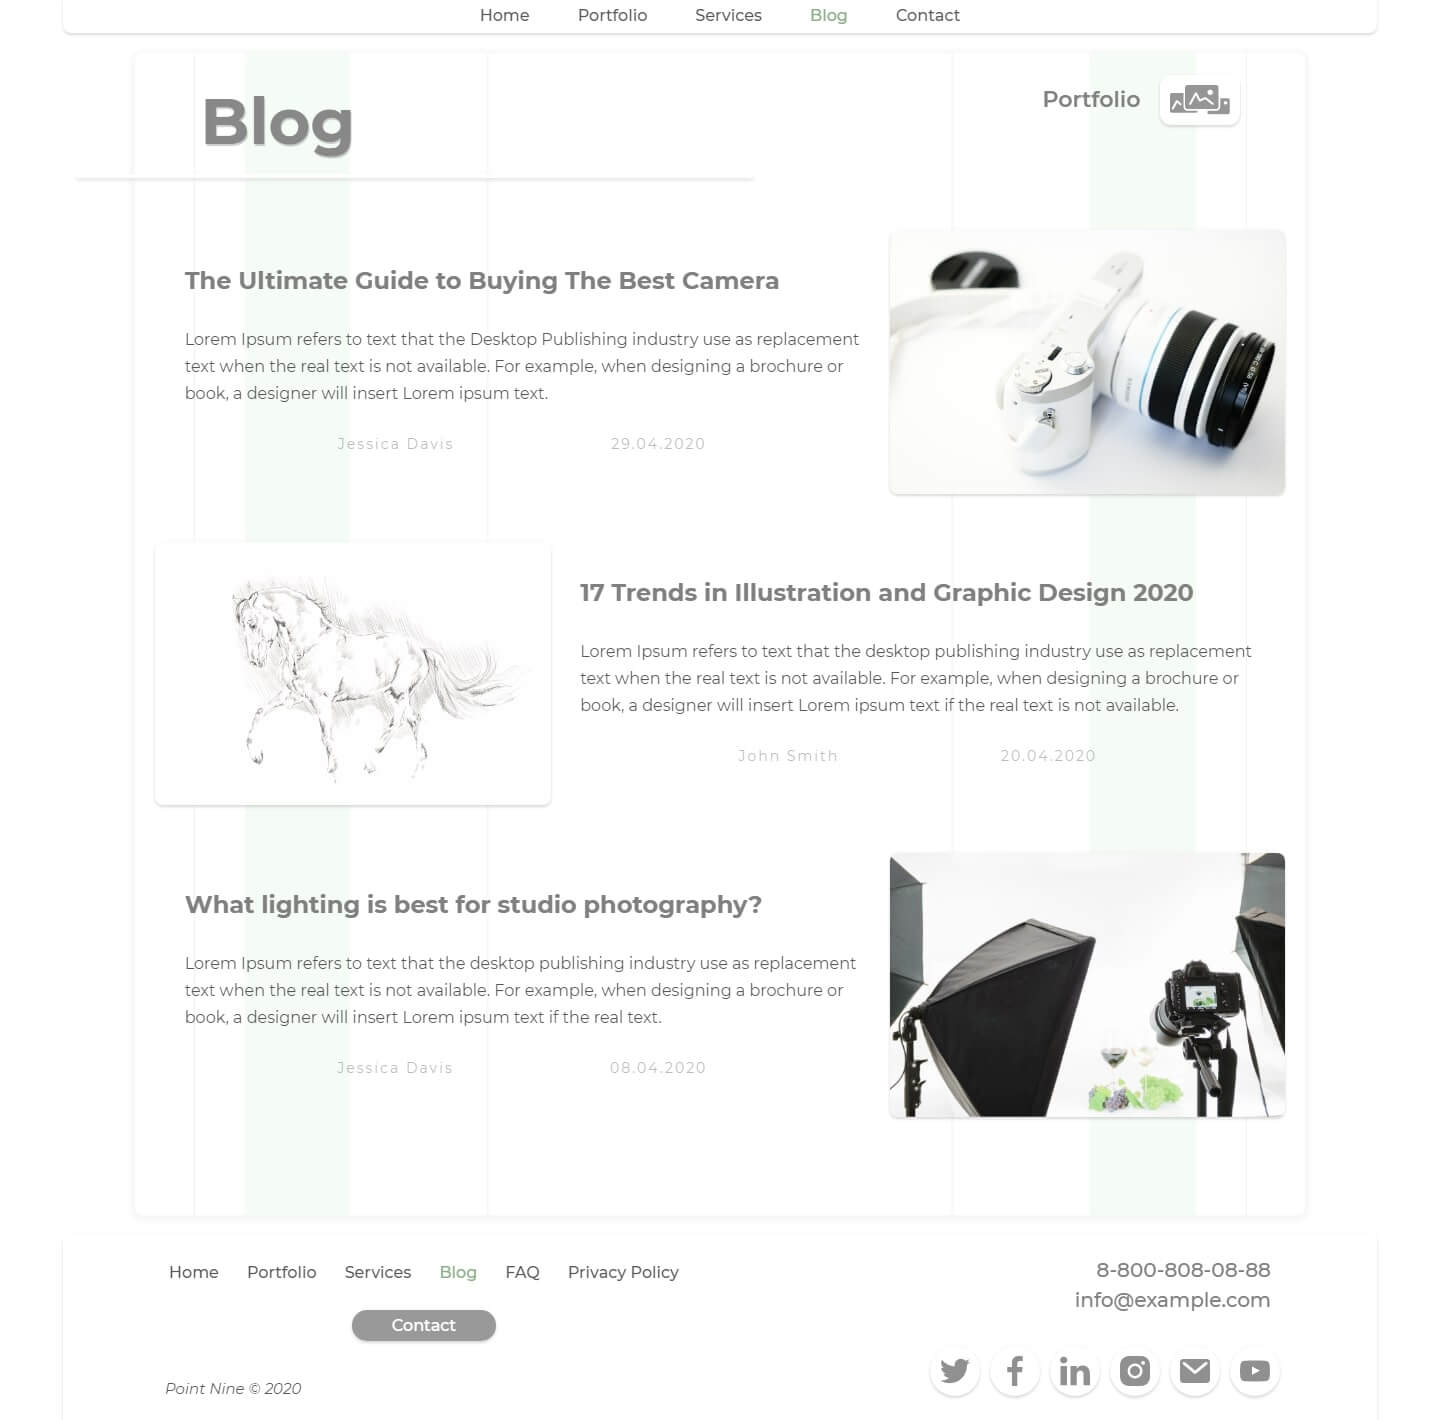 Home Portfolio Services Blog Contact
Blog
Portfolio
The Ultimate Guide to Buying The Best Camera
Lorem Ipsum refers to text that the Desktop Publishing industry use as replacement
text when the real text is not available. For example, when designing a brochure or
book, a designer will insert Lorem ipsum text.
Jessica Davis 29.04.2020
17 Trends in Illustration and Graphic Design 2020
Lorem Ipsum refers to text that the desktop publishing industry use as replacement
text when the real text is not available. For example, when designing a brochure or
book, a designer will insert Lorem ipsum text if the real text is not available.
John Smith 20.04.2020
What lighting is best for studio photography?
Lorem Ipsum refers to text that the desktop publishing industry use as replacement
text when the real text is not available. For example, when designing a brochure or
book, a designer will insert Lorem ipsum text if the real text.
Jessica Davis 08.04.2020
Home Portfolio Services Blog FAQ Privacy Policy
Contact
Point Nine © 2020
8-800-808-08-88
info@example.com